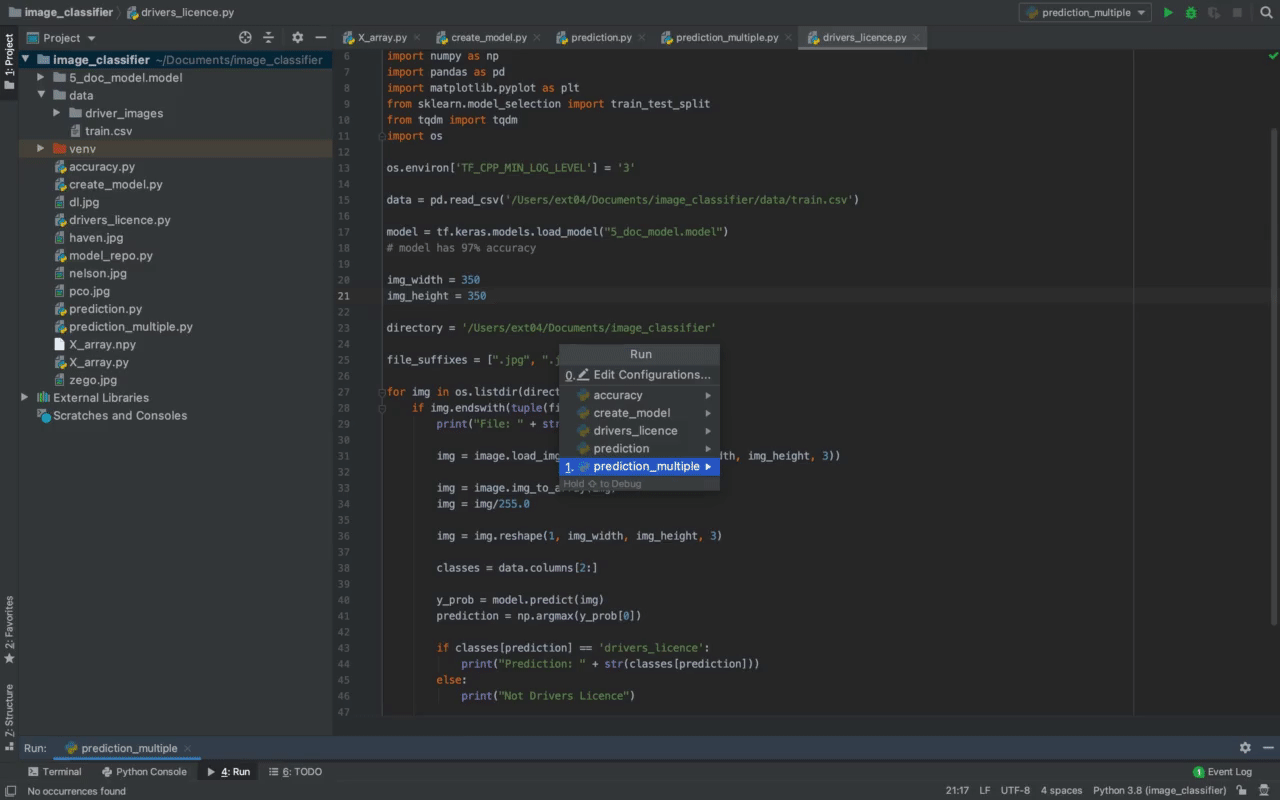 image_classifier drivers_licence.py
prediction_multiple
1: Project
Project
X_array.py
create_model.py
prediction.py
prediction_multiple.py
drivers_licence.py
image_classifier ~/Documents/image_classifier
5_doc_model.model
data
driver_images
train.csv
venv
accuracy.py
create_model.py
dl.jpg
drivers_licence.py
haven.jpg
model_repo.py
nelson.jpg
pco.jpg
prediction.py
prediction_multiple.py
X_array.npy
X_array.py
zego.jpg
External Libraries
Scratches and Consoles
6 import numpy as np
7 import pandas as pd
8 import matplotlib.pyplot as plt
9 from sklearn.model_selection import train_test_split
10 from tqdm import tqdm
11 import os
12
13 os.environ['TF_CPP_MIN_LOG_LEVEL'] = '3'
14
15 data = pd.read_csv('/Users/ext04/Documents/image_classifier/data/train.csv')
16
17 model = tf.keras.models.load_model("5_doc_model.model")
18 # model has 97% accuracy
19
20 img_width = 350
21 img_height = 350
22
23 directory = '/Users/ext04/Documents/image_classifier'
24
25 file_suffixes = [".jpg", ".j
26
27 for img in os.listdir(direct
28 if img.endswith(tuple(fi
29 print("File: " + str
30
31 img = image.load_img th, img_height, 3))
32
33 img = image.img_to_array(img)
34 img = img/255.0
35
36 img = img.reshape(1, img_width, img_height, 3)
37
38 classes = data.columns[2:]
39
40 y_prob = model.predict(img)
41 prediction = np.argmax(y_prob[0])
42
43 if classes[prediction] == 'drivers_licence':
44 print("Prediction: " + str(classes[prediction]))
45 else:
46 print("Not Drivers Licence")
47
Run
0. Edit Configurations...
accuracy
create_model
drivers_licence
prediction
1. prediction_multiple
Hold ⇧ to Debug
2: Favorites
Z: Structure
Run: prediction_multiple
Terminal Python Console 4: Run 6: TODO
1 Event Log
No occurrences found
21:17 LF UTF-8 4 spaces Python 3.8 (image_classifier)